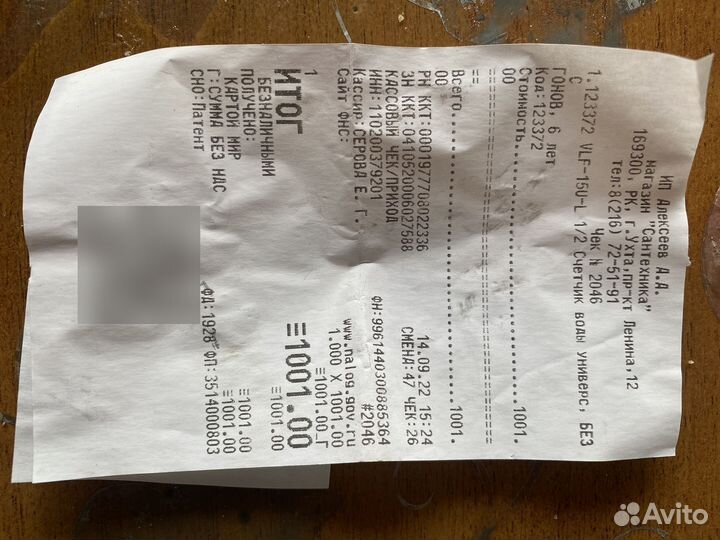 ИП Алексеев А.А.
магазин "Сантехника"
169300, РК, г.Ухта,пр-кт Ленина,12
тел:8(216) 72-51-91
Чек № 2046
1. 123372 VLF-15U-L 1/2 Счетчик воды универс, БЕЗ
С
ГОНОВ, 6 лет
Код:123372
Стоимость..............................1001.
00
==
Всего..............................1001.
00
РН ККТ:0001977708022336 14.09.22 15:24
ЗН ККТ:0410520006027588 СМЕНА:47 ЧЕК:26
КАССОВЫЙ ЧЕК/ПРИХОД
ИНН:110200379201 ФН:9961440300885364
Кассир:СЕРОВА Е. Г. #2046
Сайт ФНС: www.nalog.gov.ru
1.000 X 1001.00
1 ≡1001.00_Г
ИТОГ ≡1001.00
БЕЗНАЛИЧНЫМИ ≡1001.00
ПОЛУЧЕНО:
КАРТОЙ МИР ≡1001.00
Г:СУММА БЕЗ НДС ≡1001.00
СНО:Патент
ФД:1928 ФП:3514000803
Avito